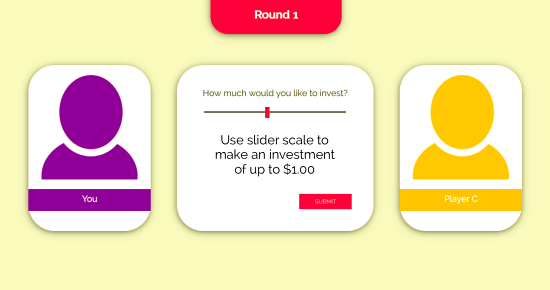 Round 1
How much would you like to invest?
Use slider scale to
make an investment
of up to $1.00
SUBMIT
You
Player C